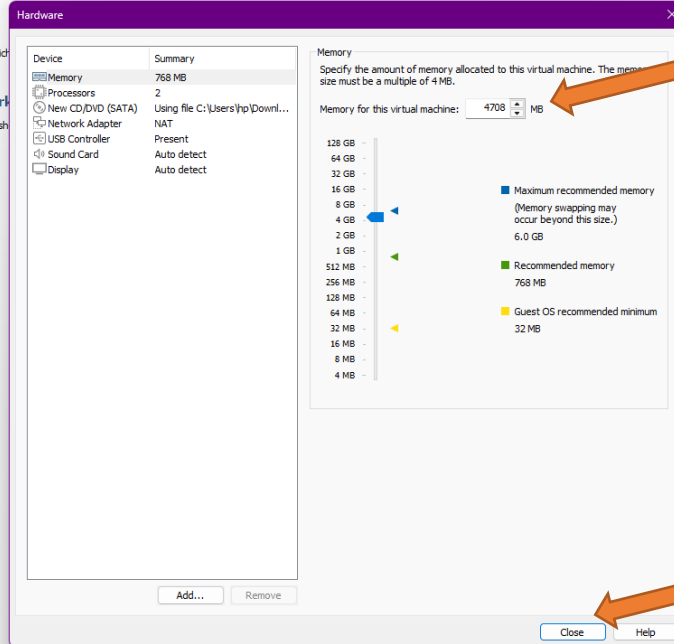 Hardware
Device Summary
Memory 768 MB
Processors 2
New CD/DVD (SATA) Using file C:\Users\hp\Downl...
Network Adapter NAT
USB Controller Present
Sound Card Auto detect
Display Auto detect
Add...
Remove
Memory
Specify the amount of memory allocated to this virtual machine. The memory
size must be a multiple of 4 MB.
Memory for this virtual machine: 4708 MB
128 GB
64 GB
32 GB
16 GB
8 GB
4 GB
2 GB
1 GB
512 MB
256 MB
128 MB
64 MB
32 MB
16 MB
8 MB
4 MB
Maximum recommended memory
(Memory swapping may
occur beyond this size.)
6.0 GB
Recommended memory
768 MB
Guest OS recommended minimum
32 MB
Close
Help